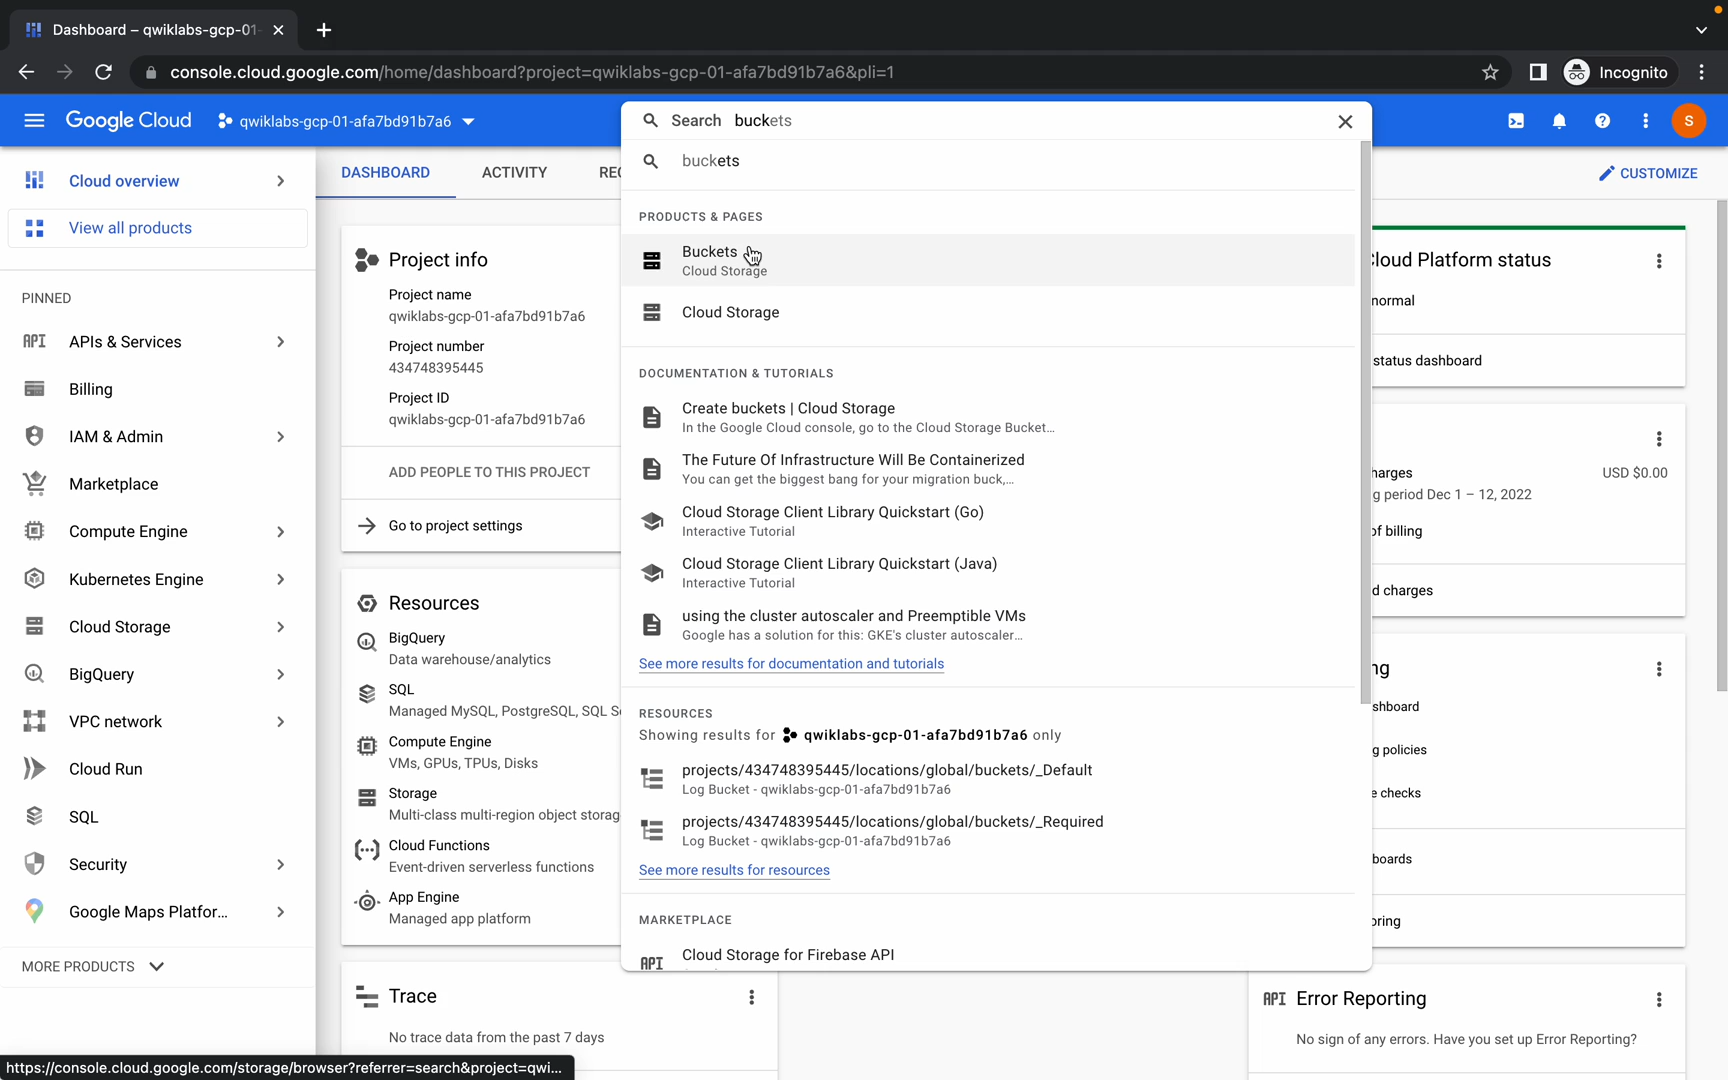 Dashboard – qwiklabs-gcp-01-
console.cloud.google.com/home/dashboard?project=qwiklabs-gcp-01-afa7bd91b7a6&pli=1
Incognito
Google Cloud
qwiklabs-gcp-01-afa7bd91b7a6
Search buckets
S
Cloud overview
View all products
PINNED
API APIs & Services
Billing
IAM & Admin
Marketplace
Compute Engine
Kubernetes Engine
Cloud Storage
BigQuery
VPC network
Cloud Run
SQL
Security
Google Maps Platfor...
MORE PRODUCTS
DASHBOARD
ACTIVITY
REC
CUSTOMIZE
Project info
Project name
qwiklabs-gcp-01-afa7bd91b7a6
Project number
434748395445
Project ID
qwiklabs-gcp-01-afa7bd91b7a6
ADD PEOPLE TO THIS PROJECT
Go to project settings
Resources
BigQuery
Data warehouse/analytics
SQL
Managed MySQL, PostgreSQL, SQL S
Compute Engine
VMs, GPUs, TPUs, Disks
Storage
Multi-class multi-region object storag
Cloud Functions
Event-driven serverless functions
App Engine
Managed app platform
Trace
No trace data from the past 7 days
buckets
PRODUCTS & PAGES
Buckets
Cloud Storage
Cloud Storage
DOCUMENTATION & TUTORIALS
Create buckets | Cloud Storage
In the Google Cloud console, go to the Cloud Storage Bucket...
The Future Of Infrastructure Will Be Containerized
You can get the biggest bang for your migration buck,...
Cloud Storage Client Library Quickstart (Go)
Interactive Tutorial
Cloud Storage Client Library Quickstart (Java)
Interactive Tutorial
using the cluster autoscaler and Preemptible VMs
Google has a solution for this: GKE's cluster autoscaler...
See more results for documentation and tutorials
RESOURCES
Showing results for qwiklabs-gcp-01-afa7bd91b7a6 only
projects/434748395445/locations/global/buckets/_Default
Log Bucket - qwiklabs-gcp-01-afa7bd91b7a6
projects/434748395445/locations/global/buckets/_Required
Log Bucket - qwiklabs-gcp-01-afa7bd91b7a6
See more results for resources
MARKETPLACE
API Cloud Storage for Firebase API
Cloud Platform status
normal
status dashboard
harges
USD $0.00
g period Dec 1 – 12, 2022
of billing
d charges
ng
shboard
g policies
e checks
boards
oring
API Error Reporting
No sign of any errors. Have you set up Error Reporting?
https://console.cloud.google.com/storage/browser?referrer=search&project=qwi...